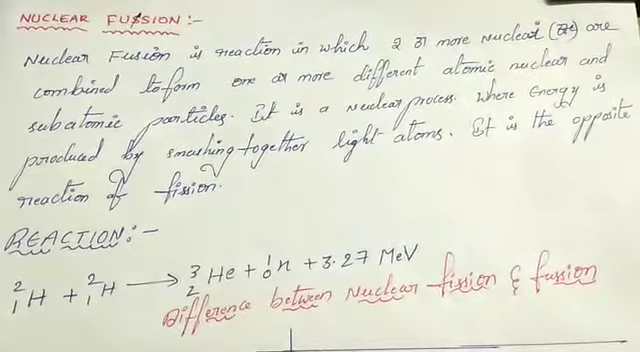 NUCLEAR FUSSION :-
Nuclear Fusion is reaction in which 2 or more nuclei (or) are
combined to form one or more different atomic nuclear and
subatomic particles. It is a nuclear process. where Energy is
produced by smashing together light atoms. It is the opposite
reaction of fission.
REACTION:-
²₁H + ²₁H → ³₂He + ¹₀n + 3.27 MeV
Difference between Nuclear fission & fussion